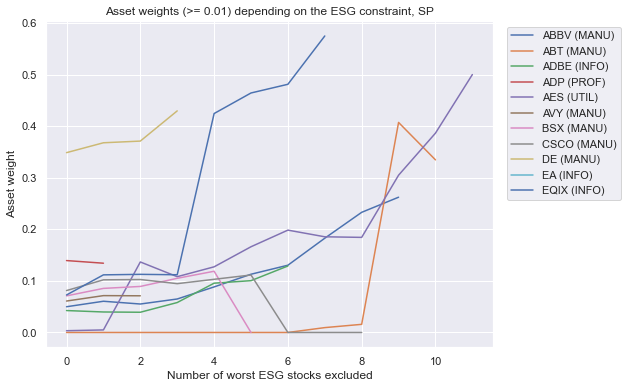 Asset weights (>= 0.01) depending on the ESG constraint, SP
0.6
0.5
0.4
0.3
0.2
0.1
0.0
Asset weight
0 2 4 6 8 10
Number of worst ESG stocks excluded
ABBV (MANU)
ABT (MANU)
ADBE (INFO)
ADP (PROF)
AES (UTIL)
AVY (MANU)
BSX (MANU)
CSCO (MANU)
DE (MANU)
EA (INFO)
EQIX (INFO)